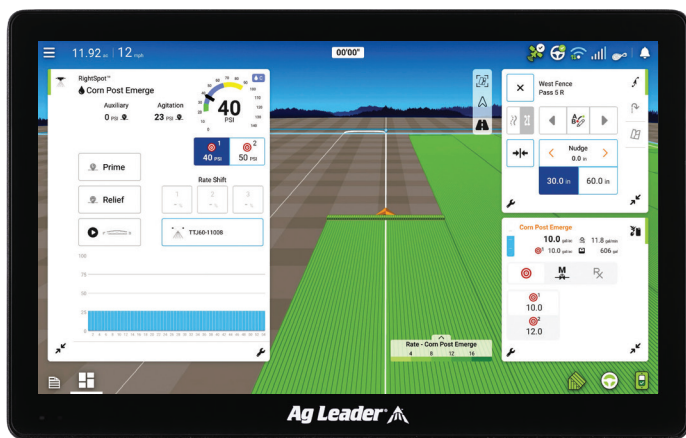 11.92 ac 12 mph
00'00"
RightSpot™
Corn Post Emerge
Auxiliary
0 PSI
Agitation
23 PSI
40
PSI
1
40 PSI
2
50 PSI
Prime
Relief
Rate Shift
1 2 3
TTJ60-11008
100
75
50
25
0
West Fence
Pass 5 R
A
B
Nudge
0.0 in
30.0 in 60.0 in
Corn Post Emerge
10.0 gal/ac 11.8 gal/min
10.0 gal/ac 606 gal
M
Rx
1
10.0
2
12.0
Rate - Corn Post Emerge
4 8 12 16
Ag Leader